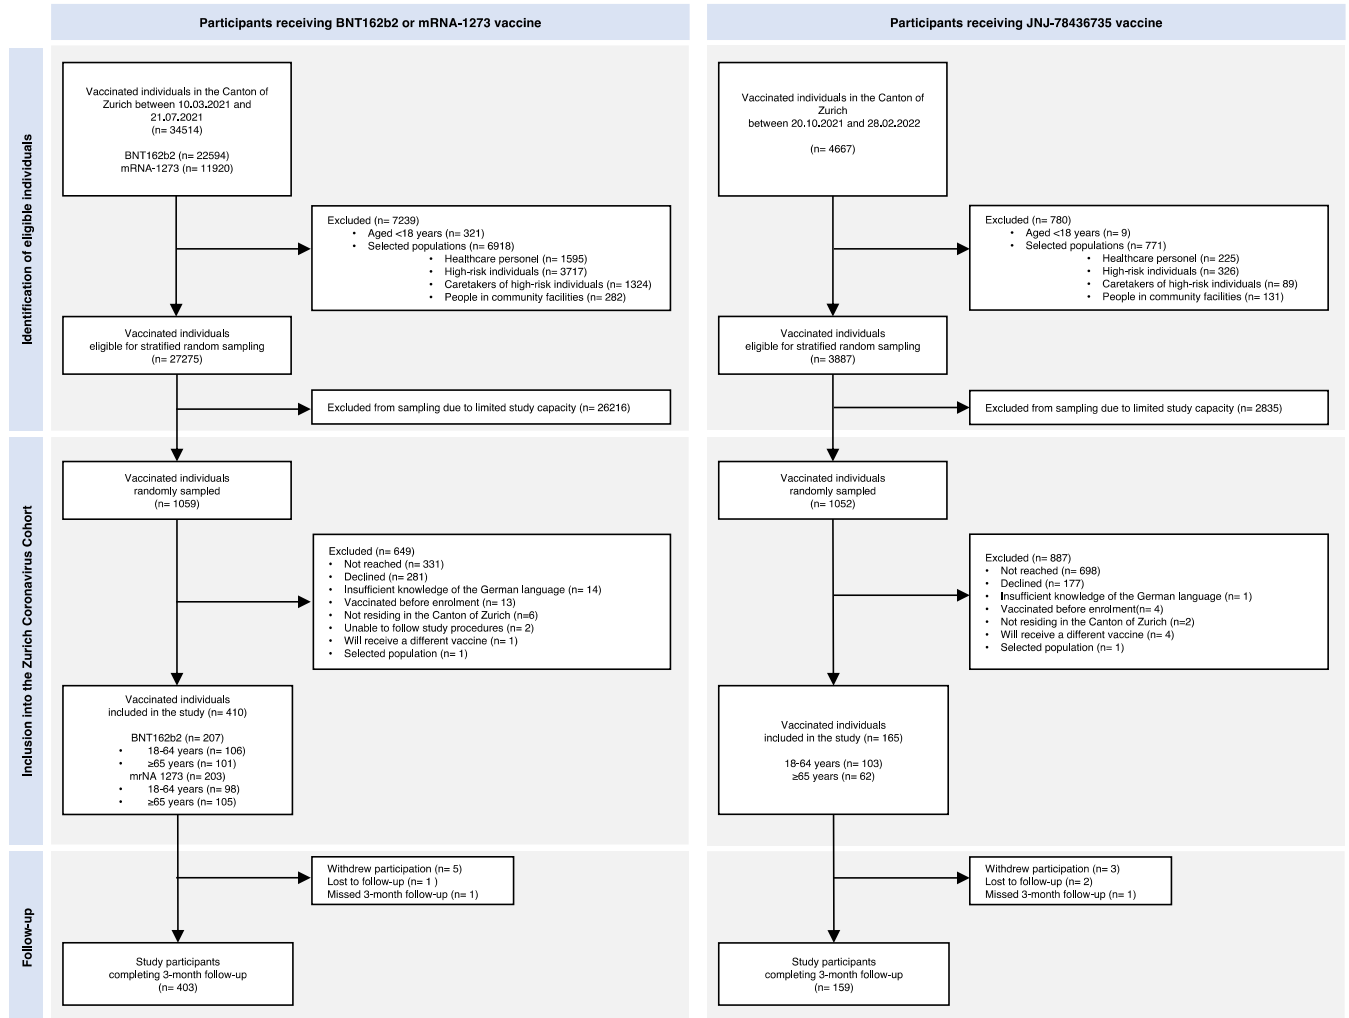 Participants receiving BNT162b2 or mRNA-1273 vaccine
Participants receiving JNJ-78436735 vaccine
Identification of eligible individuals
Vaccinated individuals in the Canton of
Zurich between 10.03.2021 and
21.07.2021
(n= 34514)
BNT162b2 (n= 22594)
mRNA-1273 (n= 11920)
Excluded (n= 7239)
• Aged <18 years (n= 321)
• Selected populations (n= 6918)
• Healthcare personel (n= 1595)
• High-risk individuals (n= 3717)
• Caretakers of high-risk individuals (n= 1324)
• People in community facilities (n= 282)
Vaccinated individuals
eligible for stratified random sampling
(n= 27275)
Excluded from sampling due to limited study capacity (n= 26216)
Vaccinated individuals in the Canton of
Zurich
between 20.10.2021 and 28.02.2022
(n= 4667)
Excluded (n= 780)
• Aged <18 years (n= 9)
• Selected populations (n= 771)
• Healthcare personel (n= 225)
• High-risk individuals (n= 326)
• Caretakers of high-risk individuals (n= 89)
• People in community facilities (n= 131)
Vaccinated individuals
eligible for stratified random sampling
(n= 3887)
Excluded from sampling due to limited study capacity (n= 2835)
Inclusion into the Zurich Coronavirus Cohort
Vaccinated individuals
randomly sampled
(n= 1059)
Excluded (n= 649)
• Not reached (n= 331)
• Declined (n= 281)
• Insufficient knowledge of the German language (n= 14)
• Vaccinated before enrolment (n= 13)
• Not residing in the Canton of Zurich (n=6)
• Unable to follow study procedures (n= 2)
• Will receive a different vaccine (n= 1)
• Selected population (n= 1)
Vaccinated individuals
included in the study (n= 410)
BNT162b2 (n= 207)
• 18-64 years (n= 106)
• ≥65 years (n= 101)
mrNA 1273 (n= 203)
• 18-64 years (n= 98)
• ≥65 years (n= 105)
Vaccinated individuals
randomly sampled
(n= 1052)
Excluded (n= 887)
• Not reached (n= 698)
• Declined (n= 177)
• Insufficient knowledge of the German language (n= 1)
• Vaccinated before enrolment(n= 4)
• Not residing in the Canton of Zurich (n=2)
• Will receive a different vaccine (n= 4)
• Selected population (n= 1)
Vaccinated individuals
included in the study (n= 165)
18-64 years (n= 103)
≥65 years (n= 62)
Follow-up
Withdrew participation (n= 5)
Lost to follow-up (n= 1 )
Missed 3-month follow-up (n= 1)
Study participants
completing 3-month follow-up
(n= 403)
Withdrew participation (n= 3)
Lost to follow-up (n= 2)
Missed 3-month follow-up (n= 1)
Study participants
completing 3-month follow-up
(n= 159)